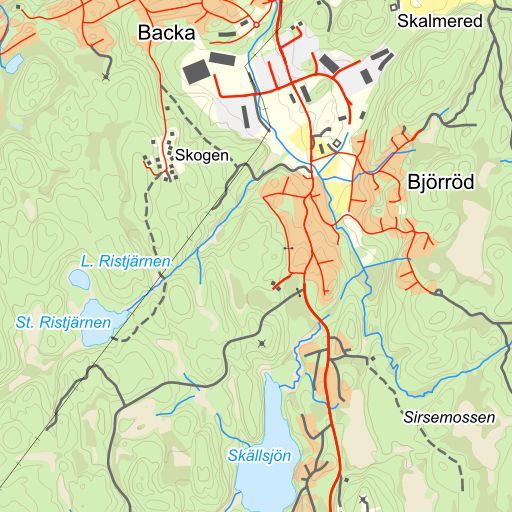 Skalmered
Backa
Skogen
Björröd
L. Ristjärnen
St. Ristjärnen
Sirsemossen
Skällsjön